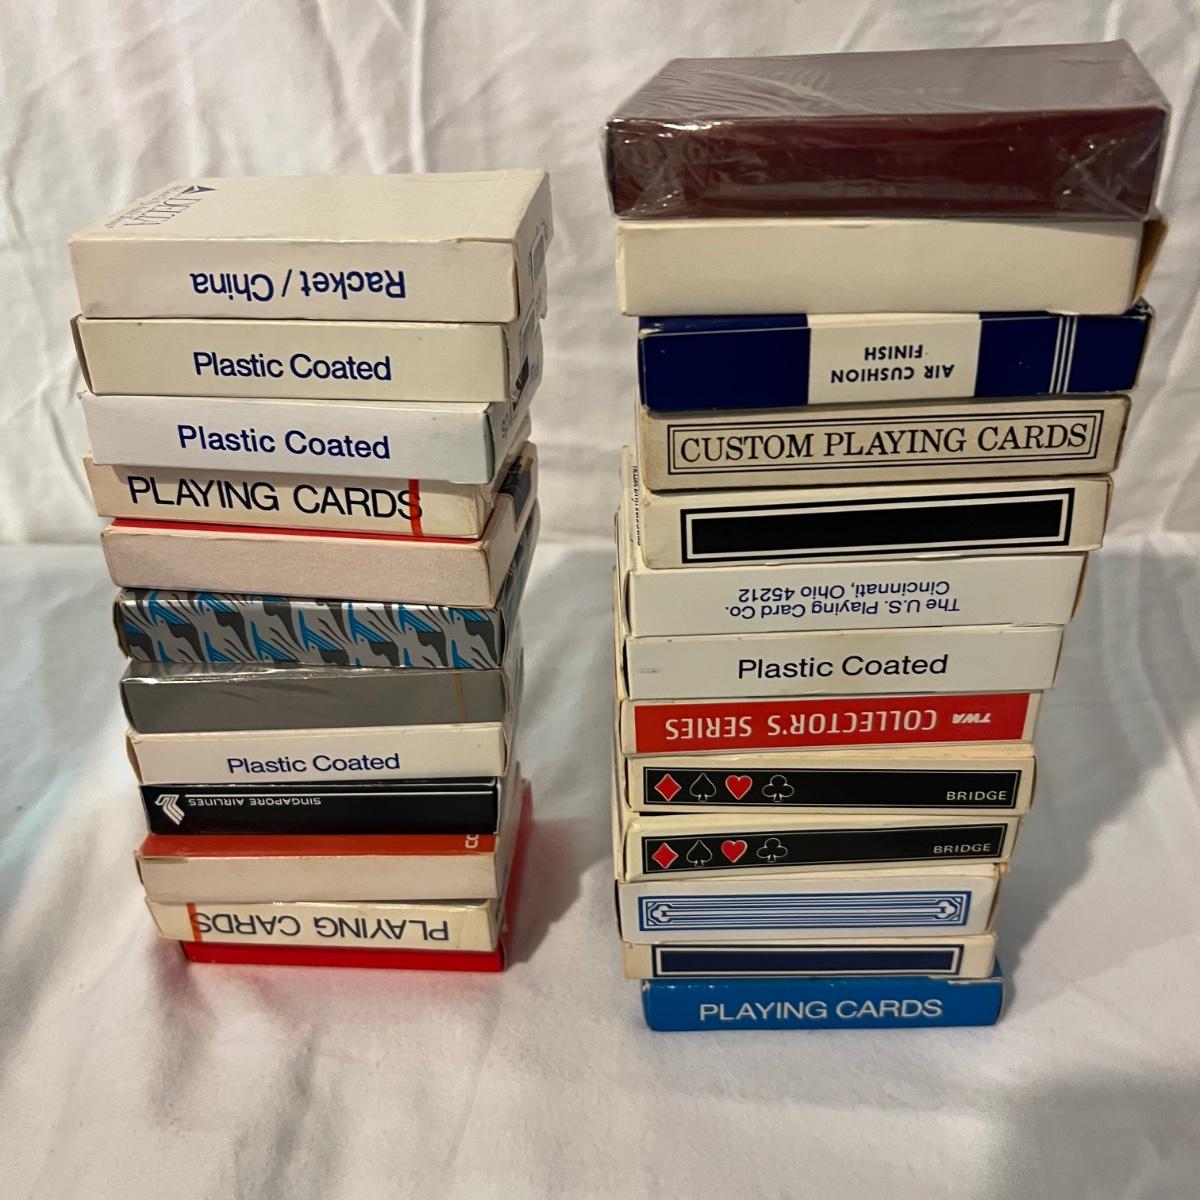 DELTA
Racket / China
Plastic Coated
Plastic Coated
PLAYING CARDS
Plastic Coated
SINGAPORE AIRLINES
PLAYING CARDS
AIR CUSHION
FINISH
CUSTOM PLAYING CARDS
The U.S. Playing Card Co.
Cincinnati, Ohio 45212
Plastic Coated
TWA COLLECTOR'S SERIES
BRIDGE
BRIDGE
PLAYING CARDS